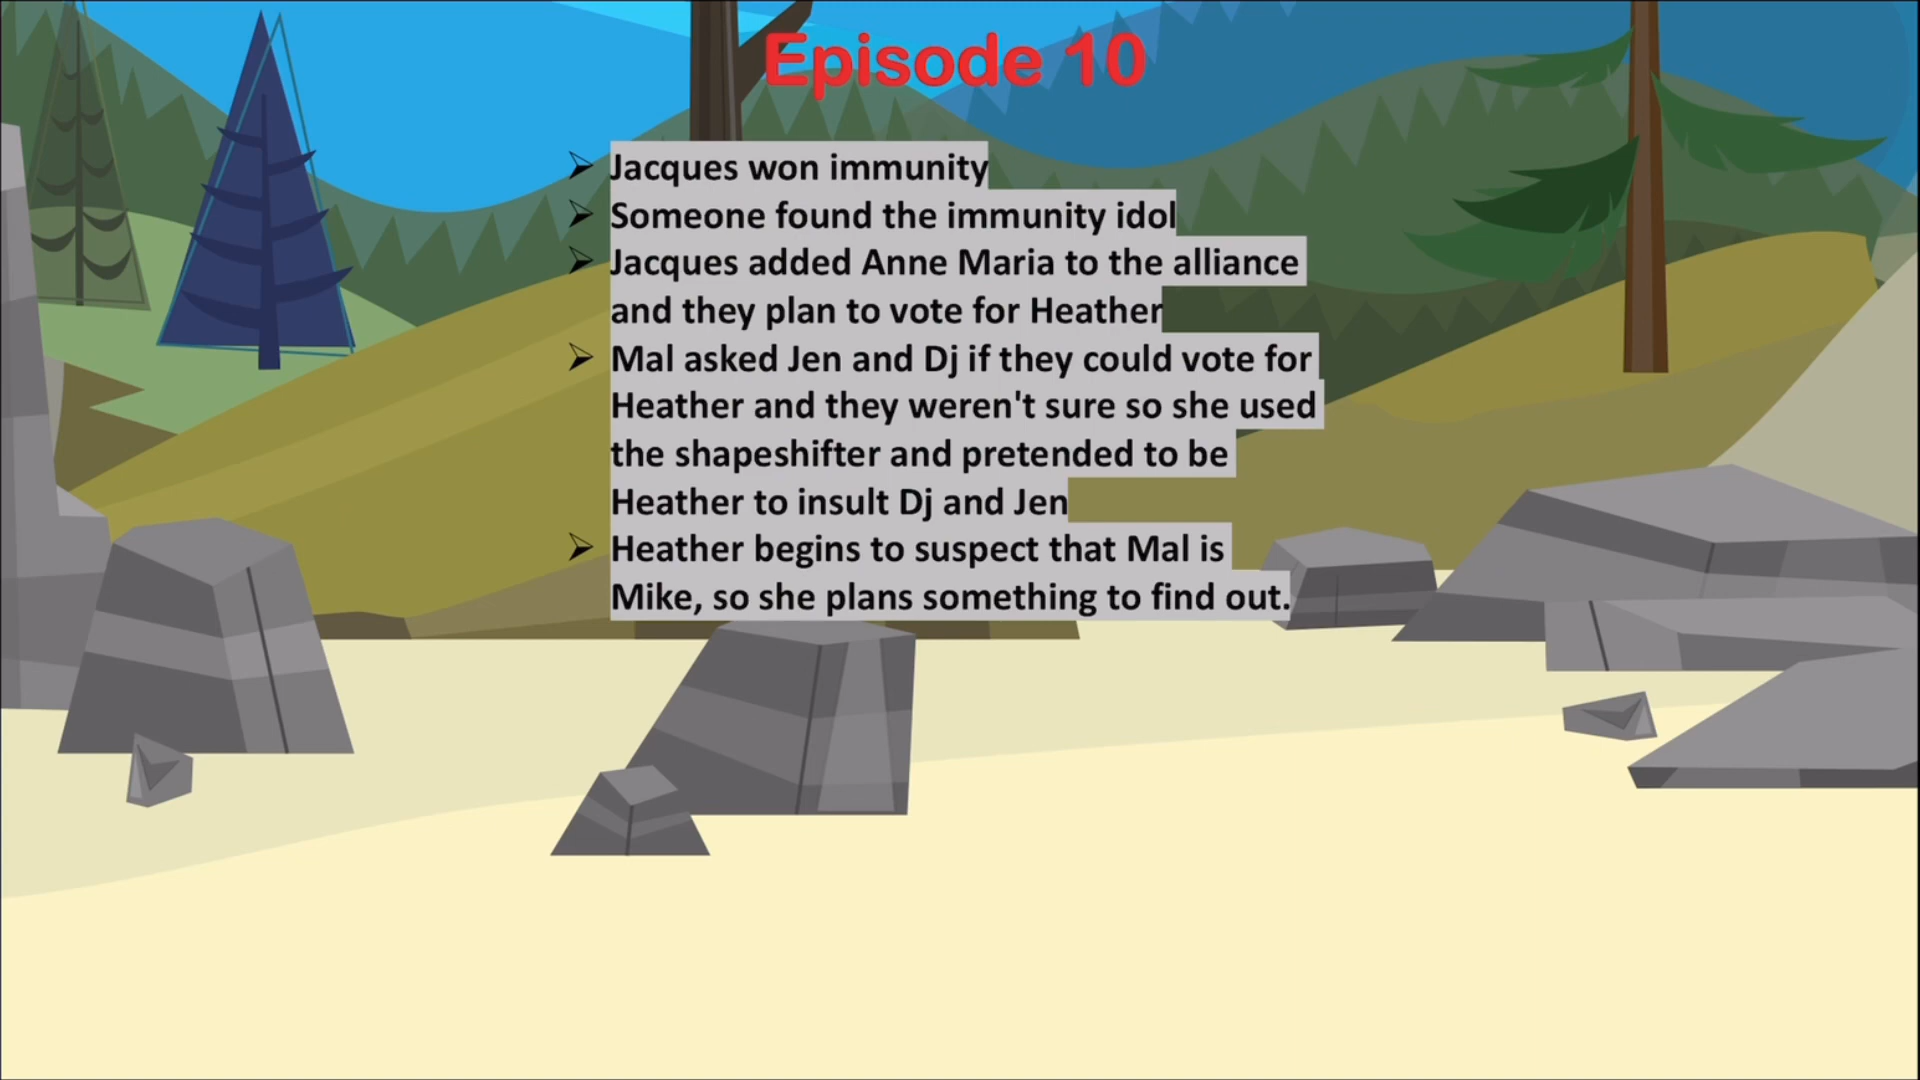 Episode 10
➢ Jacques won immunity
➢ Someone found the immunity idol
➢ Jacques added Anne Maria to the alliance
and they plan to vote for Heather
➢ Mal asked Jen and Dj if they could vote for
Heather and they weren't sure so she used
the shapeshifter and pretended to be
Heather to insult Dj and Jen
➢ Heather begins to suspect that Mal is
Mike, so she plans something to find out.